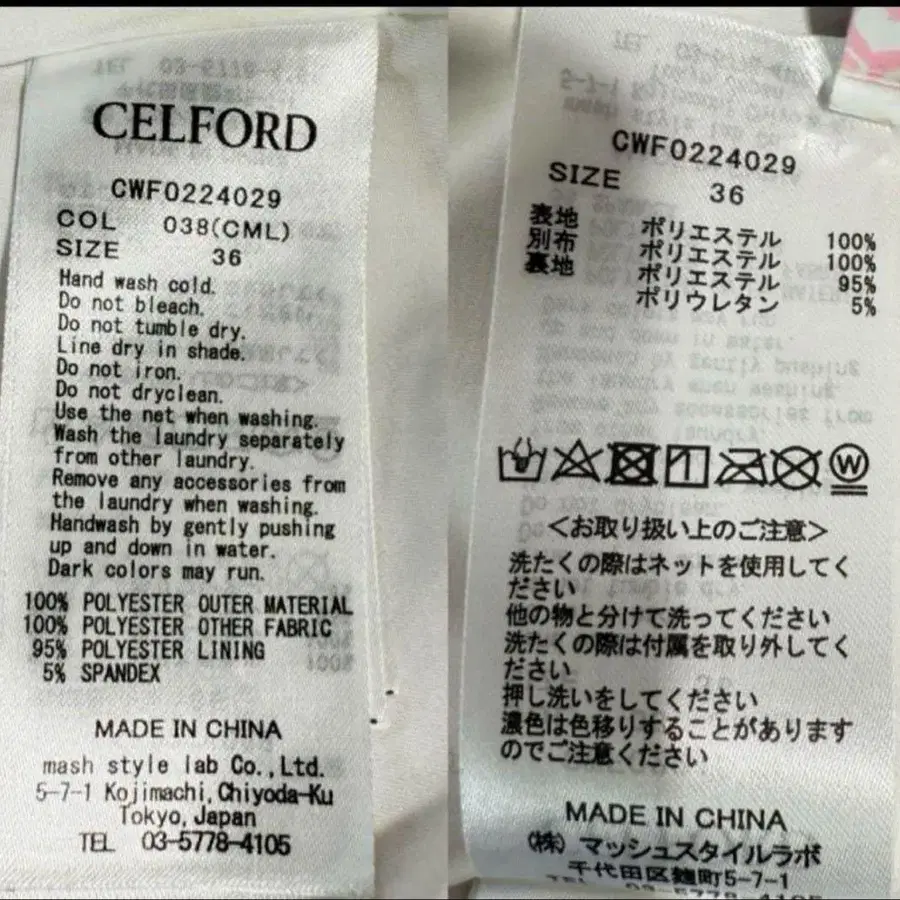 CELFORD
CWF0224029
COL 038(CML)
SIZE 36
Hand wash cold.
Do not bleach.
Do not tumble dry.
Line dry in shade.
Do not iron.
Do not dryclean.
Use the net when washing.
Wash the laundry separately
from other laundry.
Remove any accessories from
the laundry when washing.
Handwash by gently pushing
up and down in water.
Dark colors may run.
100% POLYESTER OUTER MATERIAL
100% POLYESTER OTHER FABRIC
95% POLYESTER LINING
5% SPANDEX
MADE IN CHINA
mash style lab Co.,Ltd.
5-7-1 Kojimachi,Chiyoda-Ku
Tokyo,Japan
TEL 03-5778-4105
CWF0224029
SIZE 36
表地 ポリエステル 100%
別布 ポリエステル 100%
裏地 ポリエステル 95%
ポリウレタン 5%
W
<お取り扱い上のご注意>
洗たくの際はネットを使用してく
ださい
他の物と分けて洗ってください
洗たくの際は付属を取り外してく
ださい
押し洗いをしてください
濃色は色移りすることがあります
のでご注意ください
MADE IN CHINA
(株) マッシュスタイルラボ
千代田区麹町5-7-1
TEL 03-5778-4105